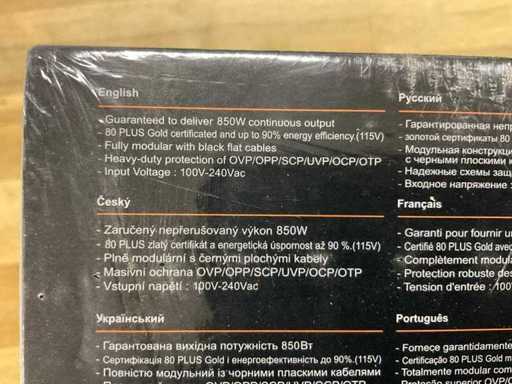 English
- Guaranteed to deliver 850W continuous output
- 80 PLUS Gold certificated and up to 90% energy efficiency.(115V)
- Fully modular with black flat cables
- Heavy-duty protection of OVP/OPP/SCP/UVP/OCP/OTP
- Input Voltage : 100V-240Vac
Český
- Zaručený nepřerušovaný výkon 850W
- 80 PLUS zlatý certifikát a energetická úspornost až 90 %.(115V)
- Plně modulární s černými plochými kabely
- Masivní ochrana OVP/OPP/SCP/UVP/OCP/OTP
- Vstupní napětí : 100V-240Vac
Український
- Гарантована вихідна потужність 850Вт
- Сертифікація 80 PLUS Gold і енергоефективність до 90%.(115V)
- Повністю модульний із чорними плоскими кабелями
Русский
- Гарантированная
- золотой сертификаты 80
- Модульная
с черными плоскими
- Надежные схемы
- Входное напряжение :
Français
- Garanti pour fournir
- Certifié 80 PLUS Gold
- Complètement
- Protection robuste
- Tension d'entrée :
Português
- Fornece garantidamente
- Certificação 80 PLUS Gold
- Totalmente modular com
- Proteção superior